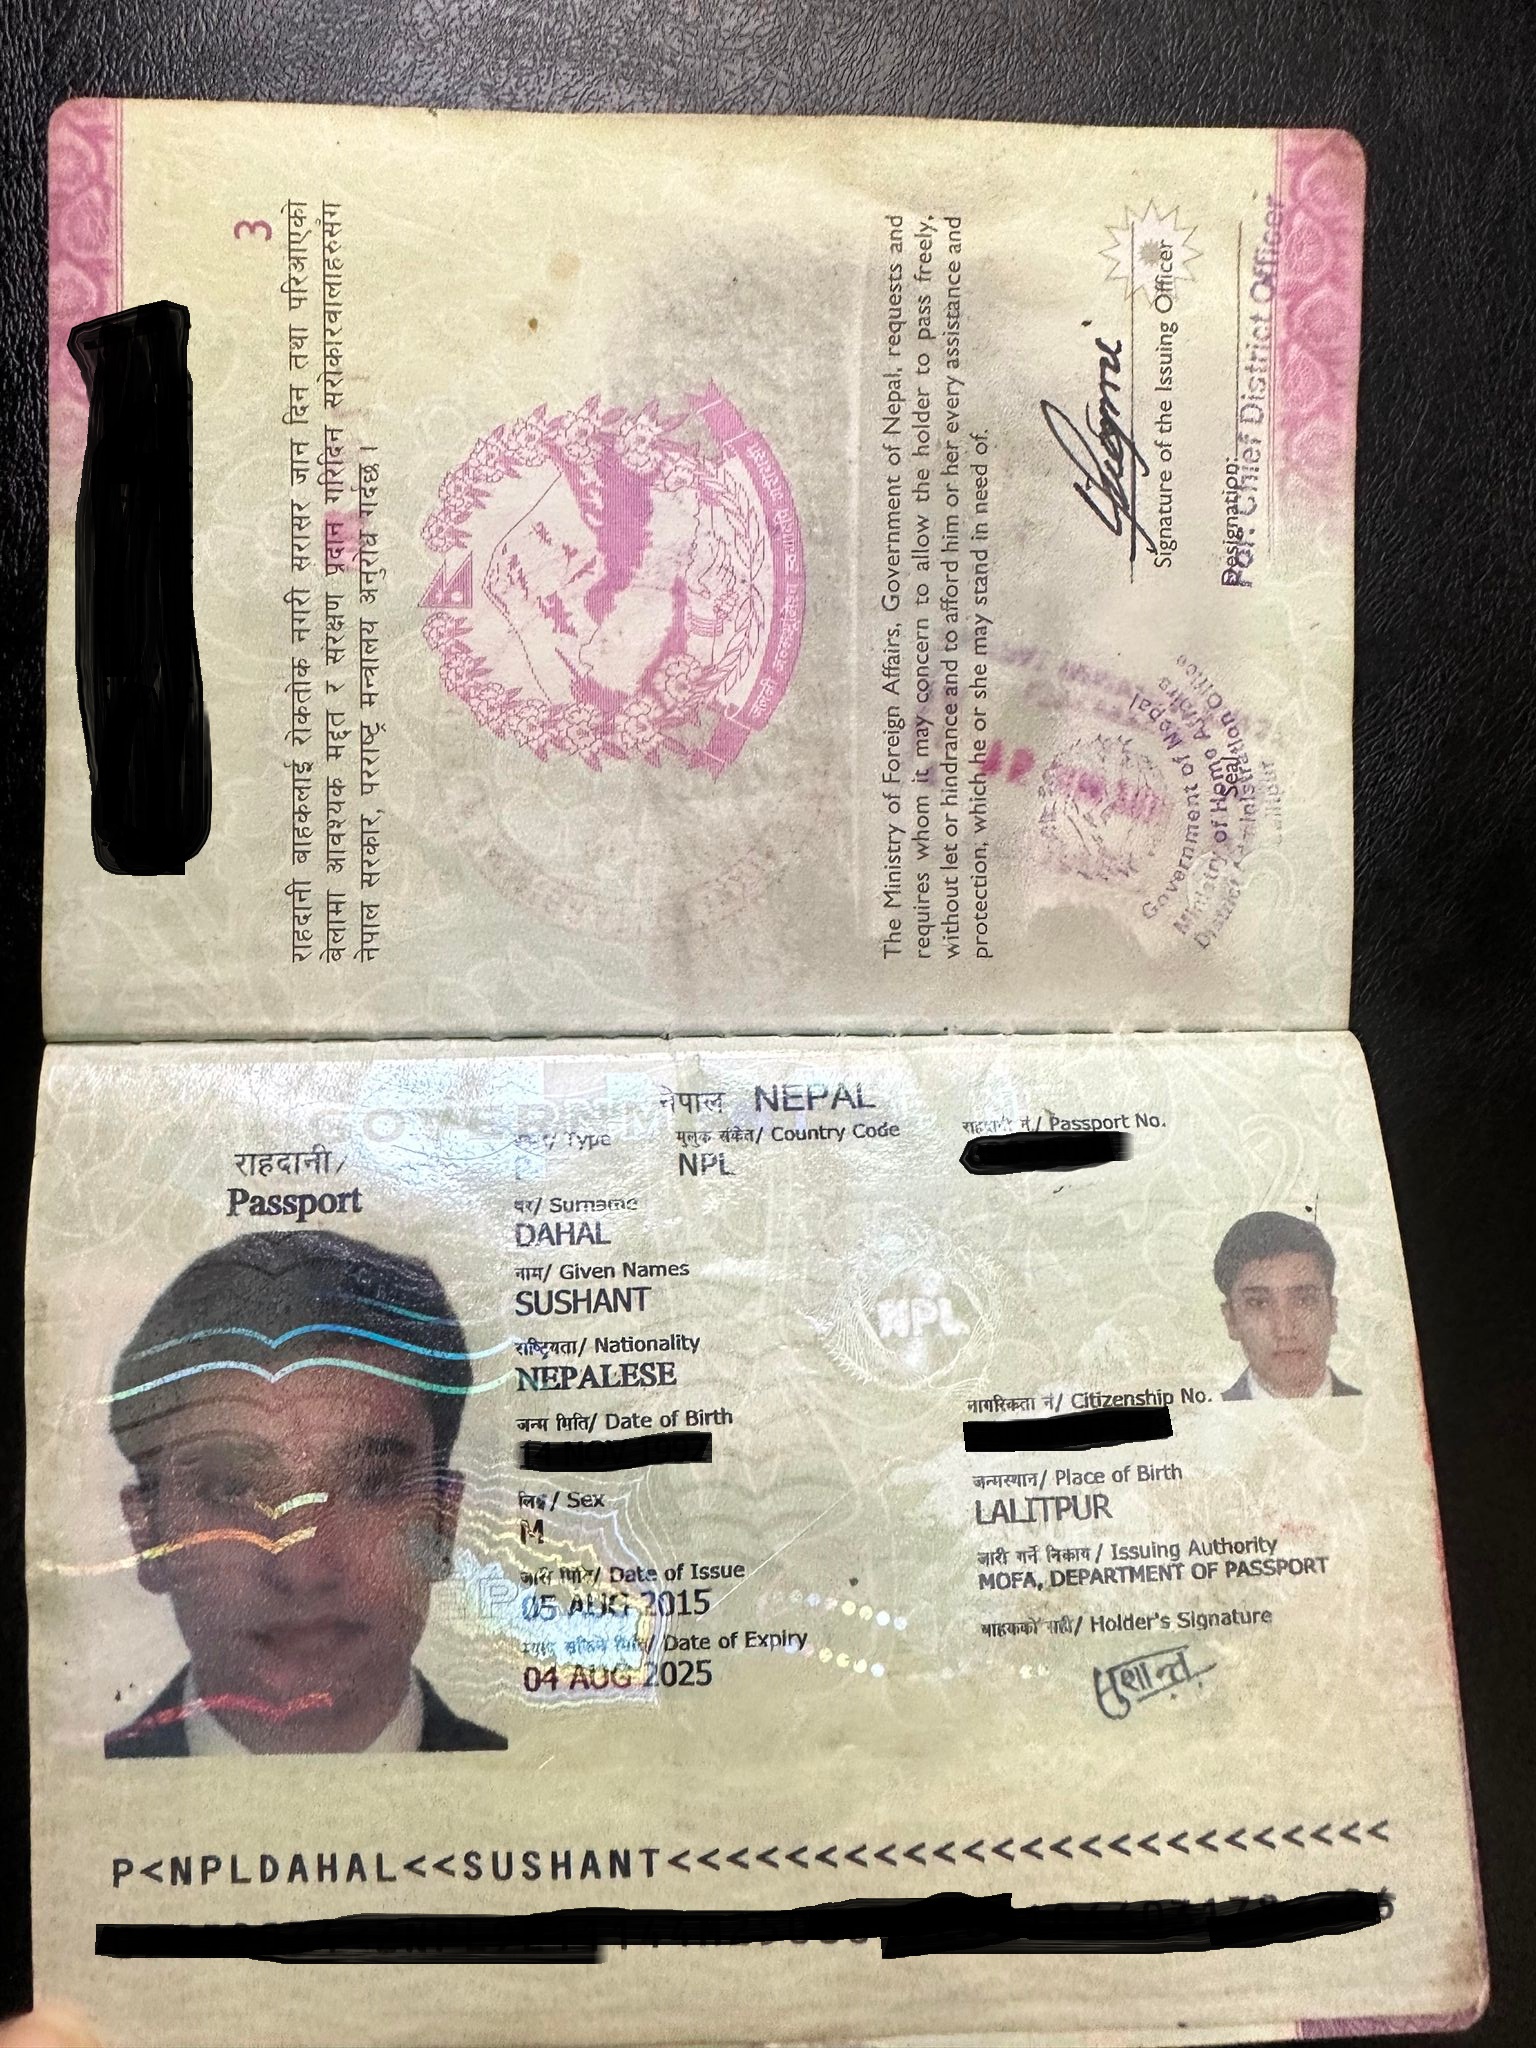 3
राहदानी बाहकलाई रोकतोक नगरी सरासर जान दिन तथा परिआएको
बेलामा आवश्यक मद्दत र संरक्षण प्रदान गरिदिन सरोकारवालाहरुसंग
नेपाल सरकार, परराष्ट्र मन्त्रालय अनुरोध गर्दछ।
The Ministry of Foreign Affairs, Government of Nepal, requests and
requires whom it may concern to allow the holder to pass freely,
without let or hindrance and to afford him or her every assistance and
protection, which he or she may stand in need of.
Signature of the Issuing Officer
Designation:
For: Chief District Officer
Seal
Government of Nepal
Ministry of Home Affairs
District Administration Office
Lalitpur
नेपाल NEPAL
राहदानी/
Passport
/ Type
मुलुक संकेत/ Country Code
NPL
राहदानी नं./ Passport No.
थर/ Surname
DAHAL
नाम/ Given Names
SUSHANT
राष्ट्रियता/ Nationality
NEPALESE
जन्म मिति/ Date of Birth
लिङ्ग/ Sex
M
जारी मिति/ Date of Issue
05 AUG 2015
/ Date of Expiry
04 AUG 2025
NPL
नागरिकता नं/ Citizenship No.
जन्मस्थान/ Place of Birth
LALITPUR
जारी गर्ने निकाय / Issuing Authority
MOFA, DEPARTMENT OF PASSPORT
बाहकको सही/ Holder's Signature
सुशान्त
P<NPLDAHAL<<SUSHANT<<<<<<<<<<<<<<<<<<<<<<<<<